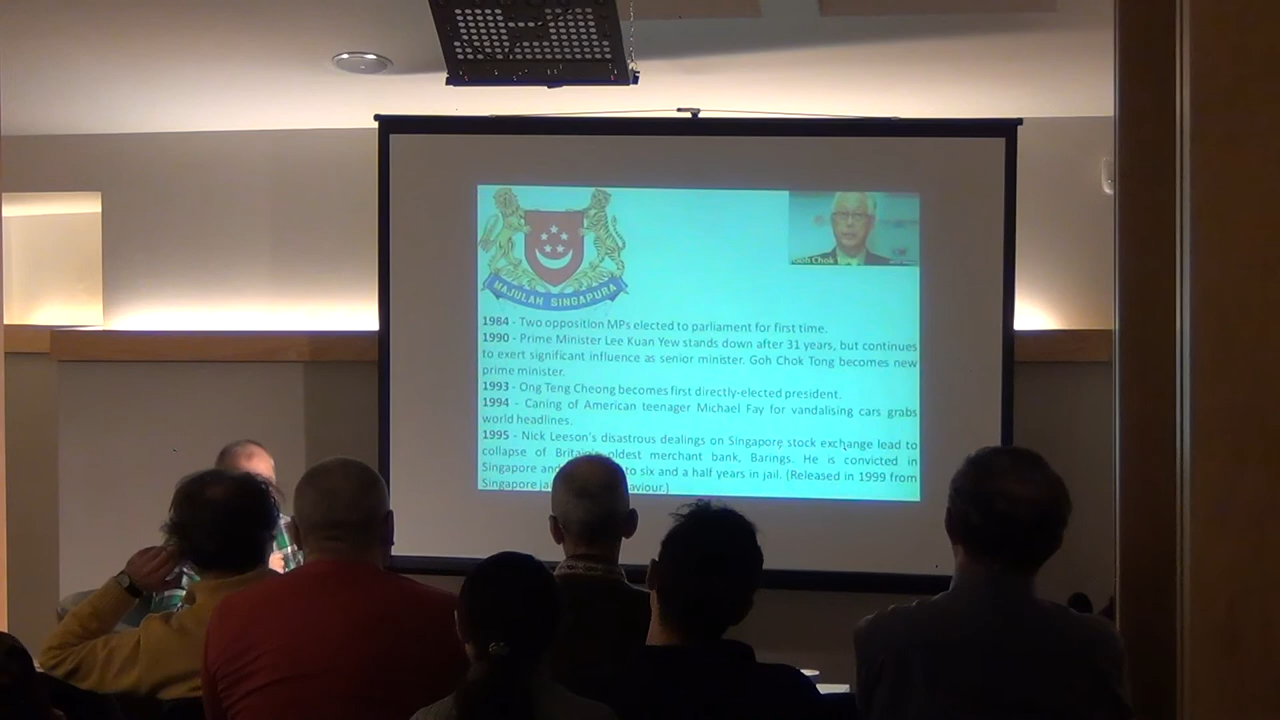 MAJULAH SINGAPURA
Goh Chok
1984 - Two opposition MPs elected to parliament for first time.
1990 - Prime Minister Lee Kuan Yew stands down after 31 years, but continues
to exert significant influence as senior minister. Goh Chok Tong becomes new
prime minister.
1993 - Ong Teng Cheong becomes first directly-elected president.
1994 - Caning of American teenager Michael Fay for vandalising cars grabs
world headlines.
1995 - Nick Leeson's disastrous dealings on Singapore stock exchange lead to
collapse of Britain's oldest merchant bank, Barings. He is convicted in
Singapore and to six and a half years in jail. (Released in 1999 from
Singapore aviour.)